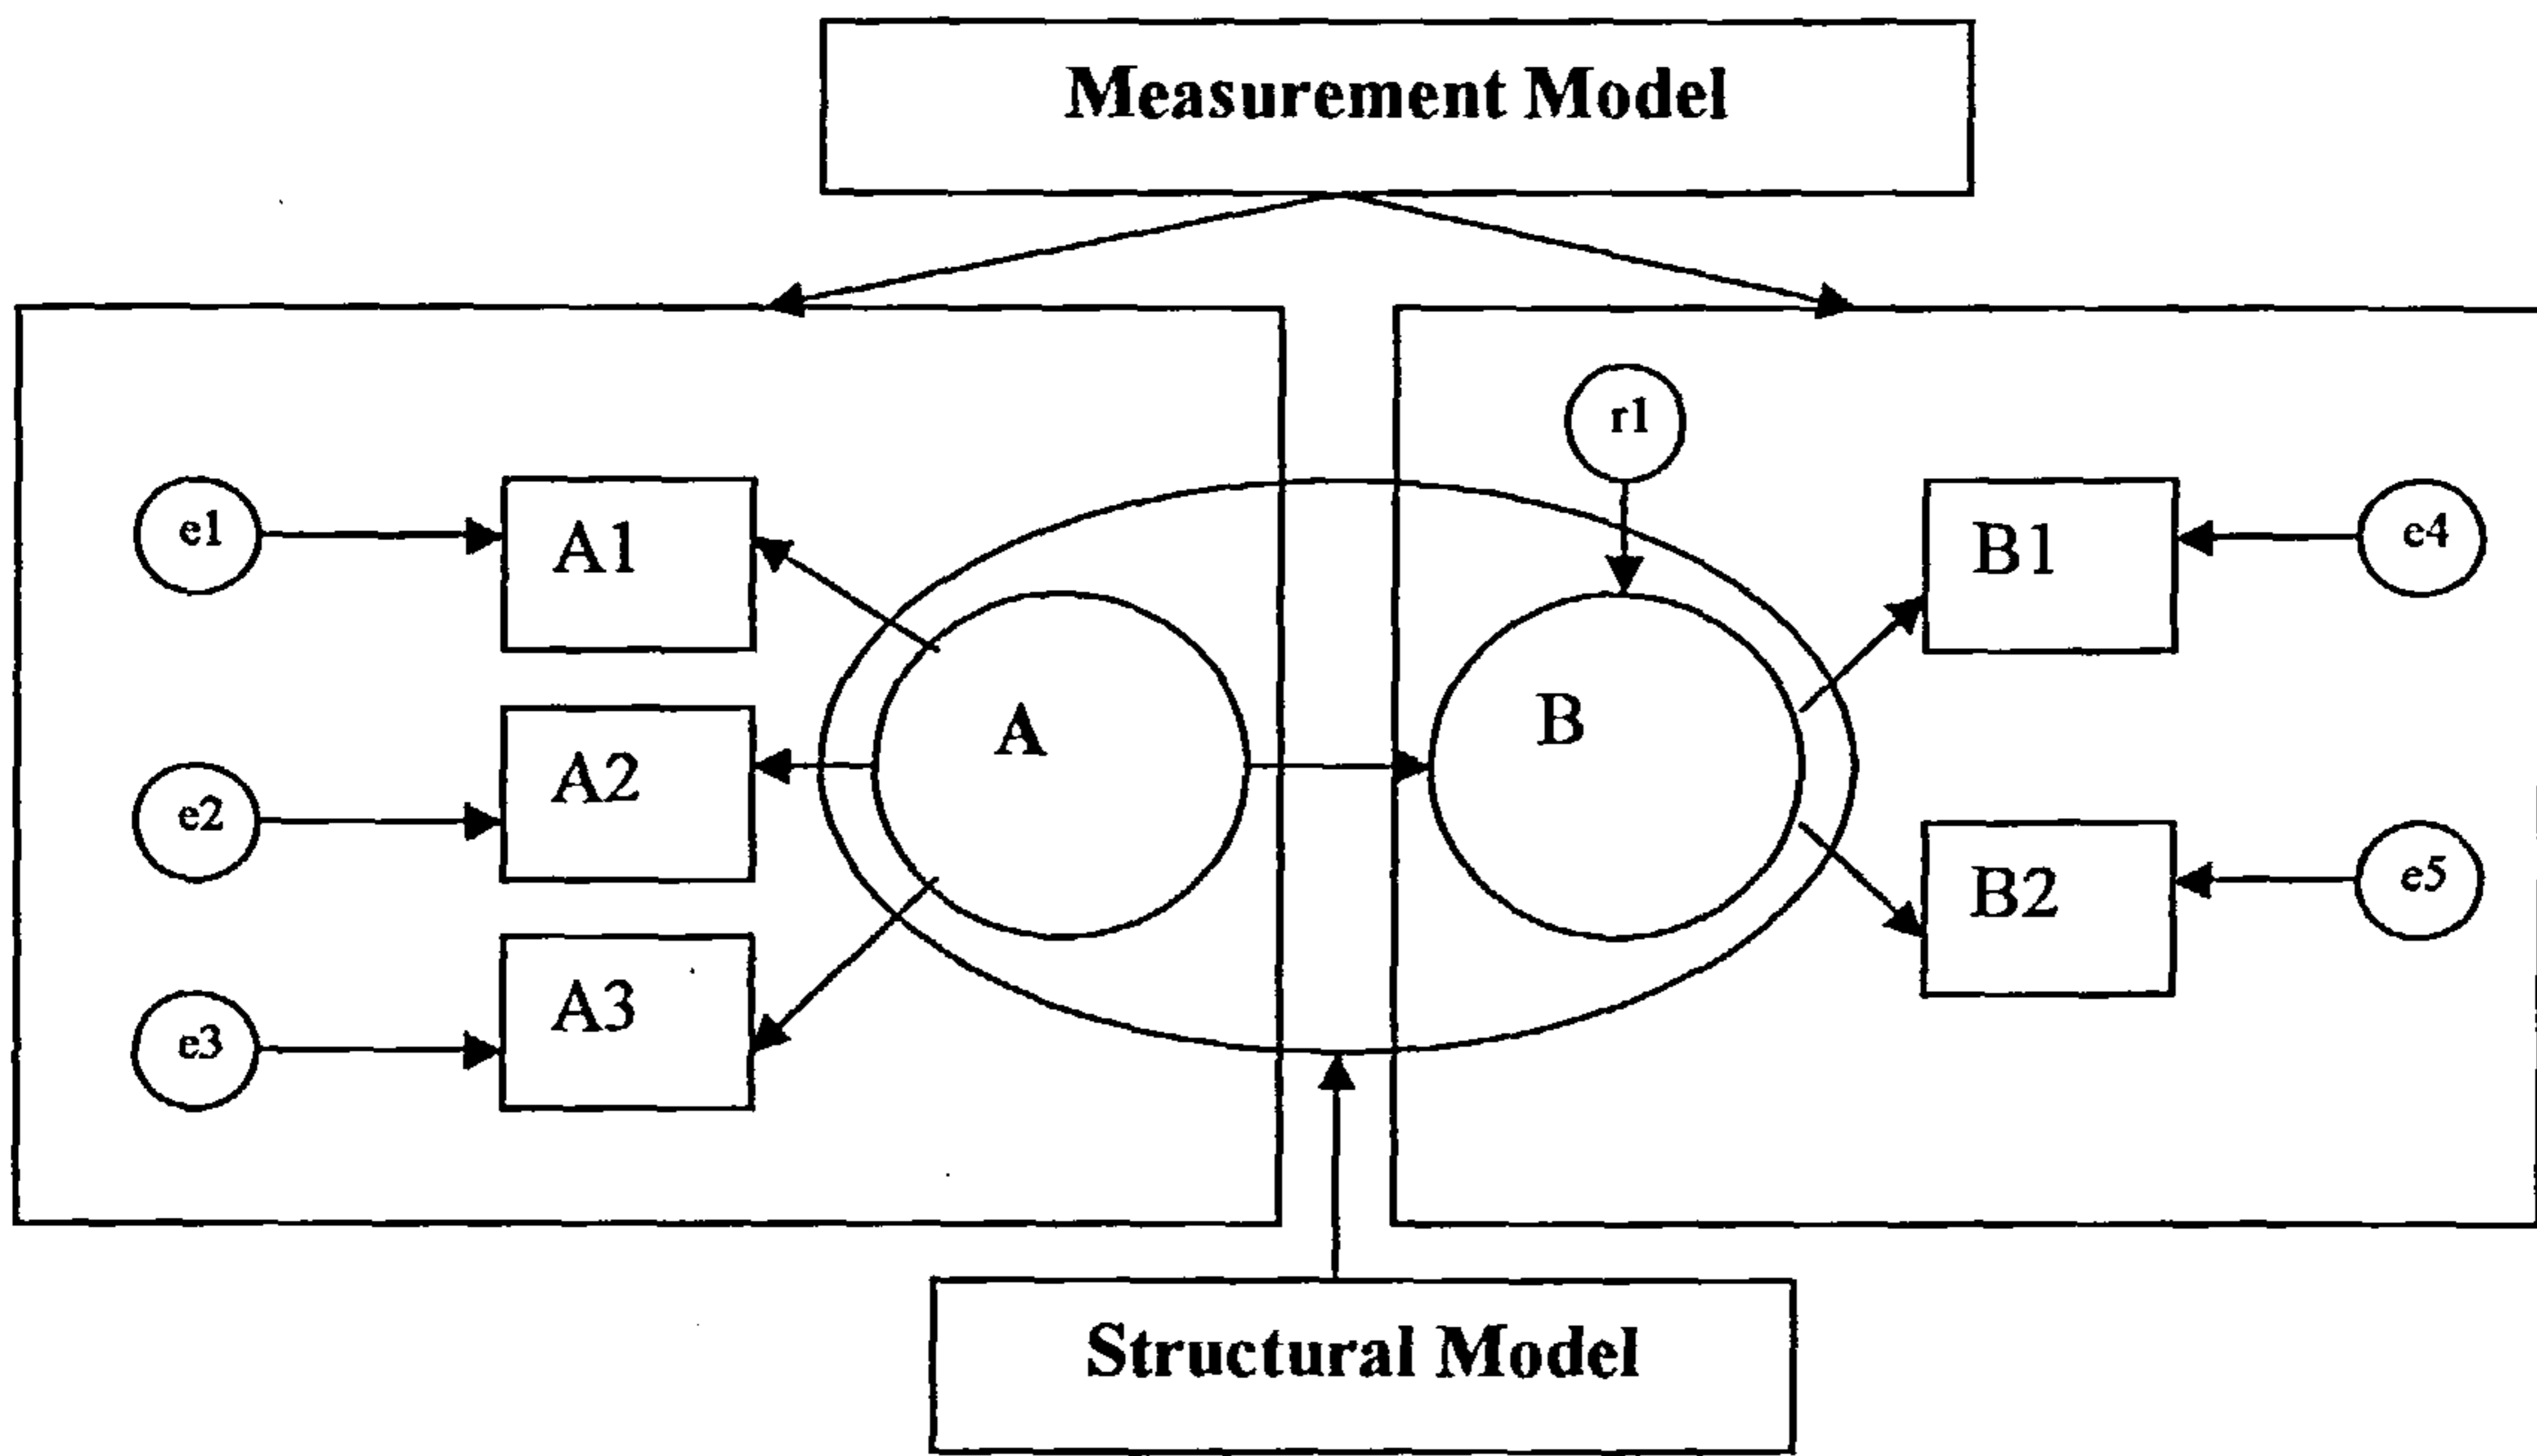 Measurement Model
r1
e1
A1
B1
e4
A
B
e2
A2
B2
e5
e3
A3
Structural Model